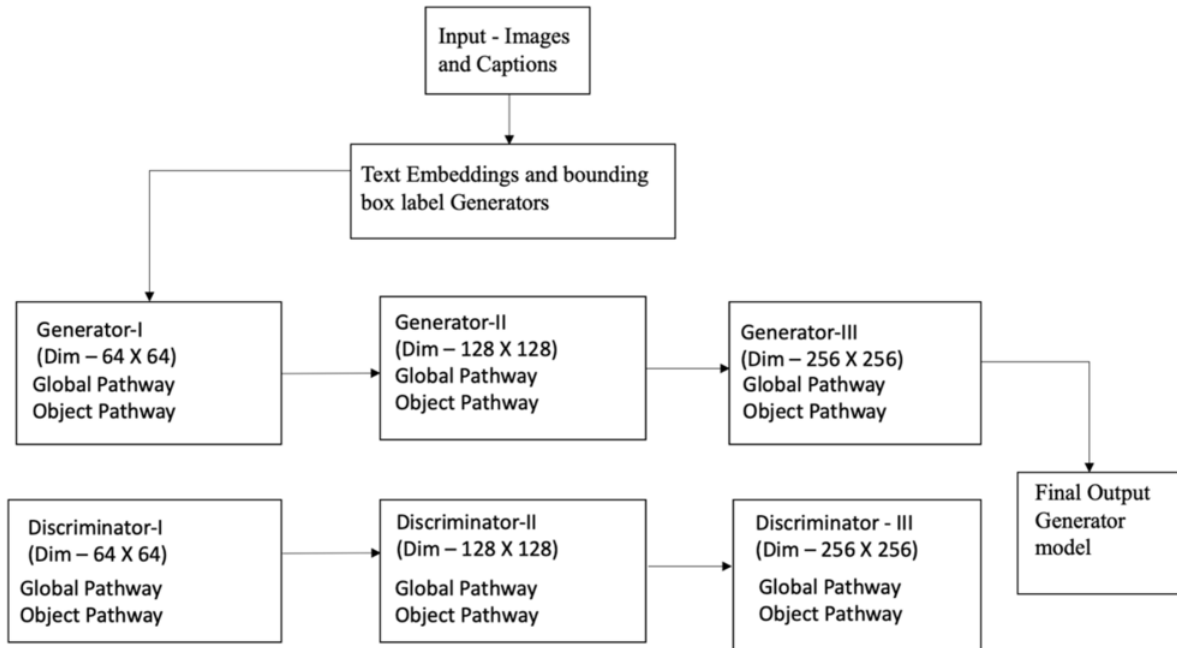 Input - Images
and Captions
Text Embeddings and bounding
box label Generators
Generator-I
(Dim – 64 X 64)
Global Pathway
Object Pathway
Generator-II
(Dim – 128 X 128)
Global Pathway
Object Pathway
Generator-III
(Dim – 256 X 256)
Global Pathway
Object Pathway
Discriminator-I
(Dim – 64 X 64)
Global Pathway
Object Pathway
Discriminator-II
(Dim – 128 X 128)
Global Pathway
Object Pathway
Discriminator - III
(Dim – 256 X 256)
Global Pathway
Object Pathway
Final Output
Generator
model